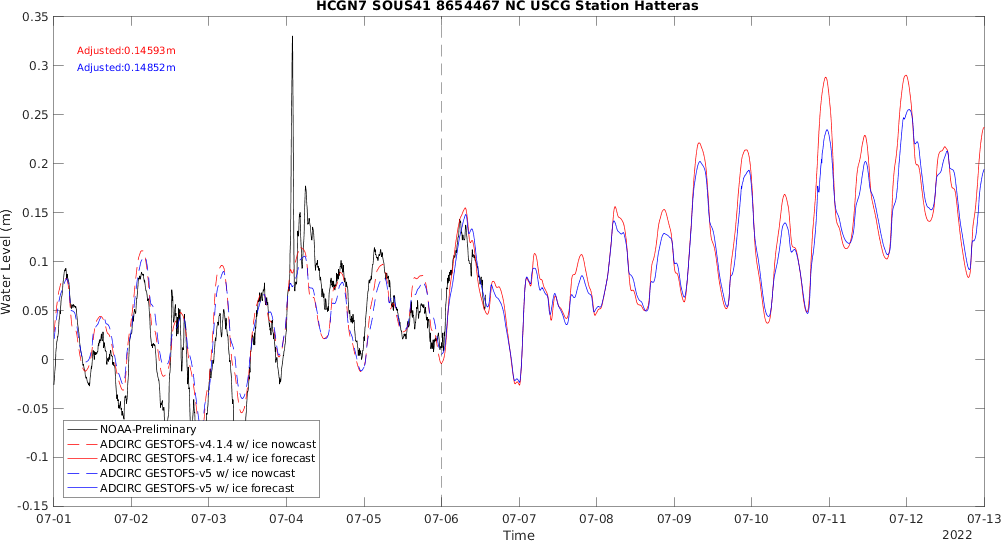 HCGN7 SOUS41 8654467 NC USCG Station Hatteras
Adjusted:0.14593m
Adjusted:0.14852m
0.35
0.3
0.25
0.2
0.15
0.1
0.05
0
-0.05
-0.1
-0.15
Water Level (m)
NOAA-Preliminary
ADCIRC GESTOFS-v4.1.4 w/ ice nowcast
ADCIRC GESTOFS-v4.1.4 w/ ice forecast
ADCIRC GESTOFS-v5 w/ ice nowcast
ADCIRC GESTOFS-v5 w/ ice forecast
07-01 07-02 07-03 07-04 07-05 07-06 07-07 07-08 07-09 07-10 07-11 07-12 07-13
Time
2022